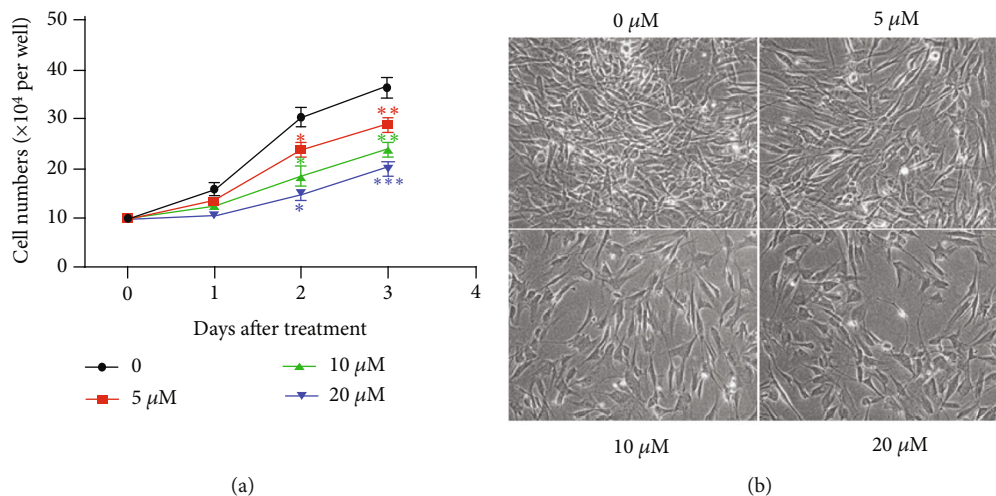 Cell numbers (×10⁴ per well)
50
40
30
20
10
0
**
*
**
*
***
*
0
1
2
3
4
Days after treatment
0
5 μM
10 μM
20 μM
(a)
0 μM
5 μM
10 μM
20 μM
(b)